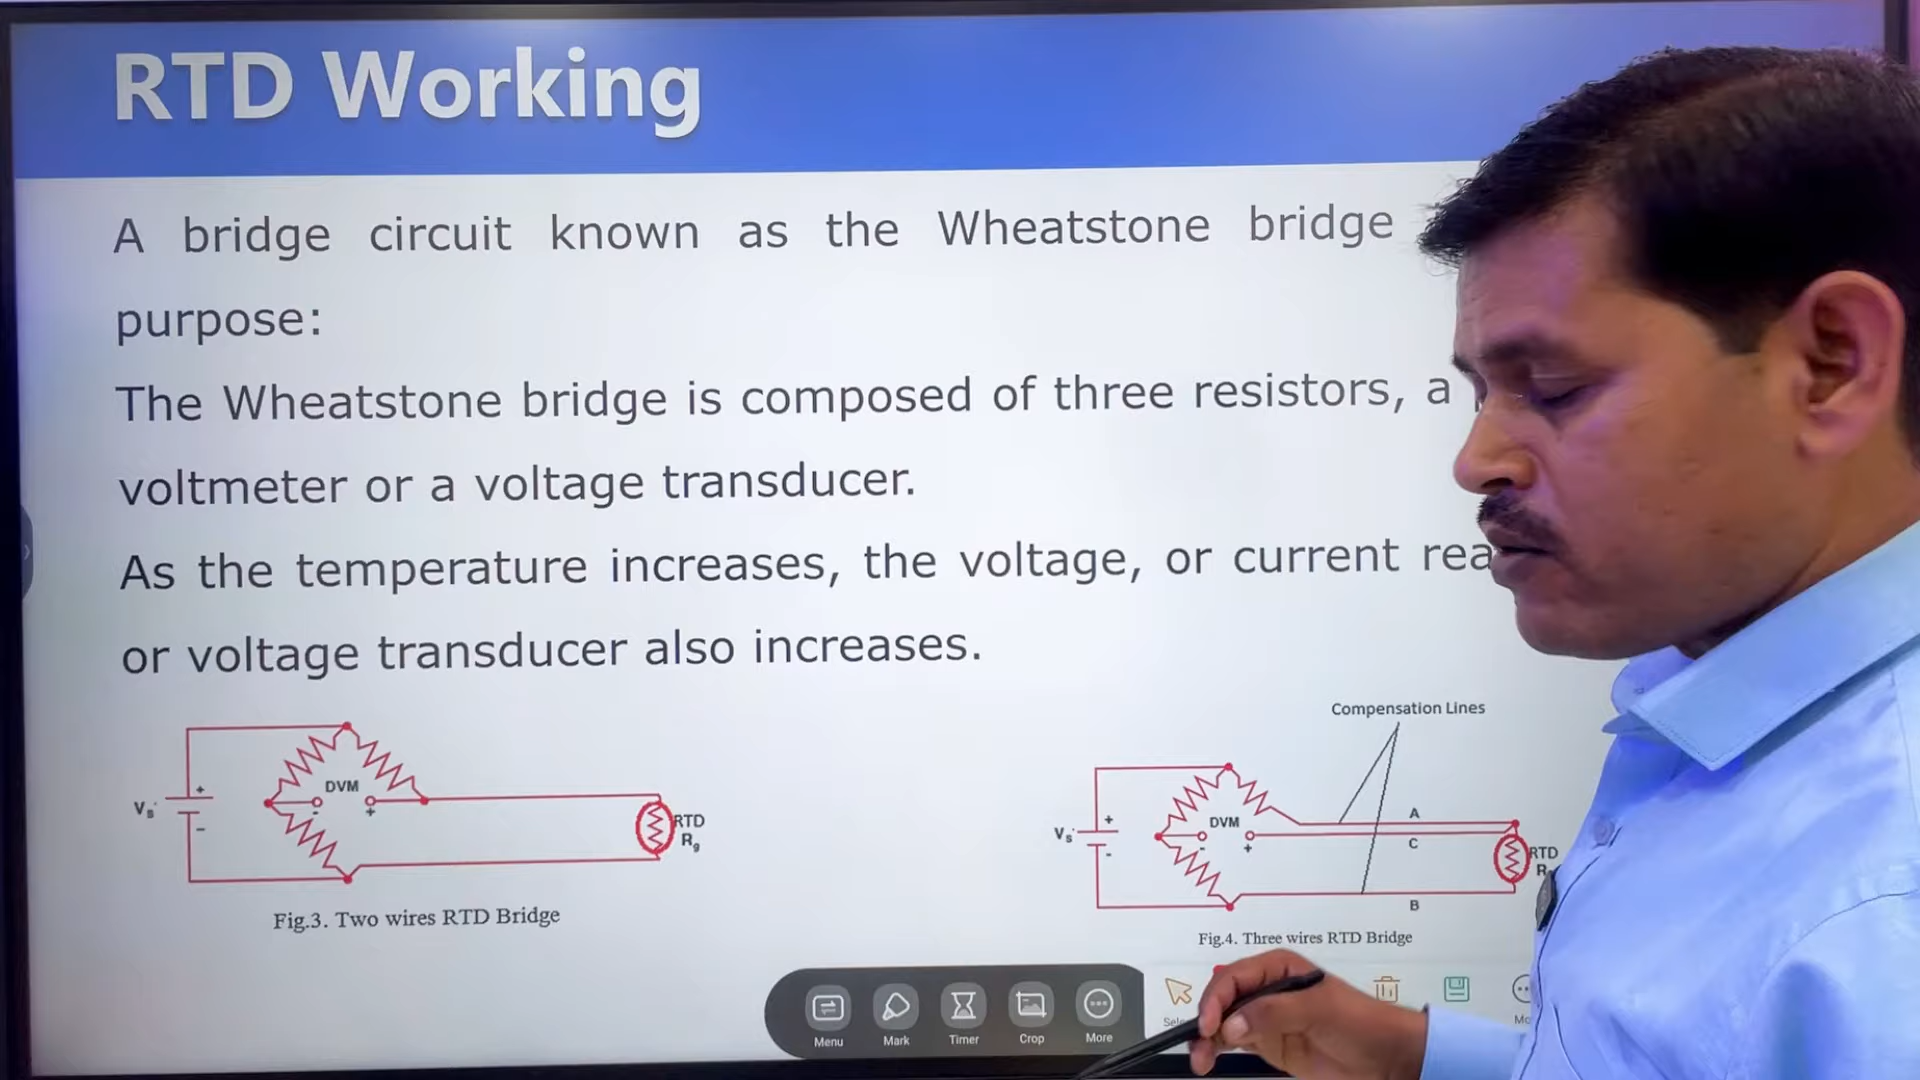 RTD Working
A bridge circuit known as the Wheatstone bridge
purpose:
The Wheatstone bridge is composed of three resistors, a
voltmeter or a voltage transducer.
As the temperature increases, the voltage, or current rea
or voltage transducer also increases.
DVM
+
-
Vs
+
-
RTD
Rg
Fig.3. Two wires RTD Bridge
Compensation Lines
DVM
+
-
Vs
+
-
A
C
B
RTD
R
Fig.4. Three wires RTD Bridge
Menu
Mark
Timer
Crop
More